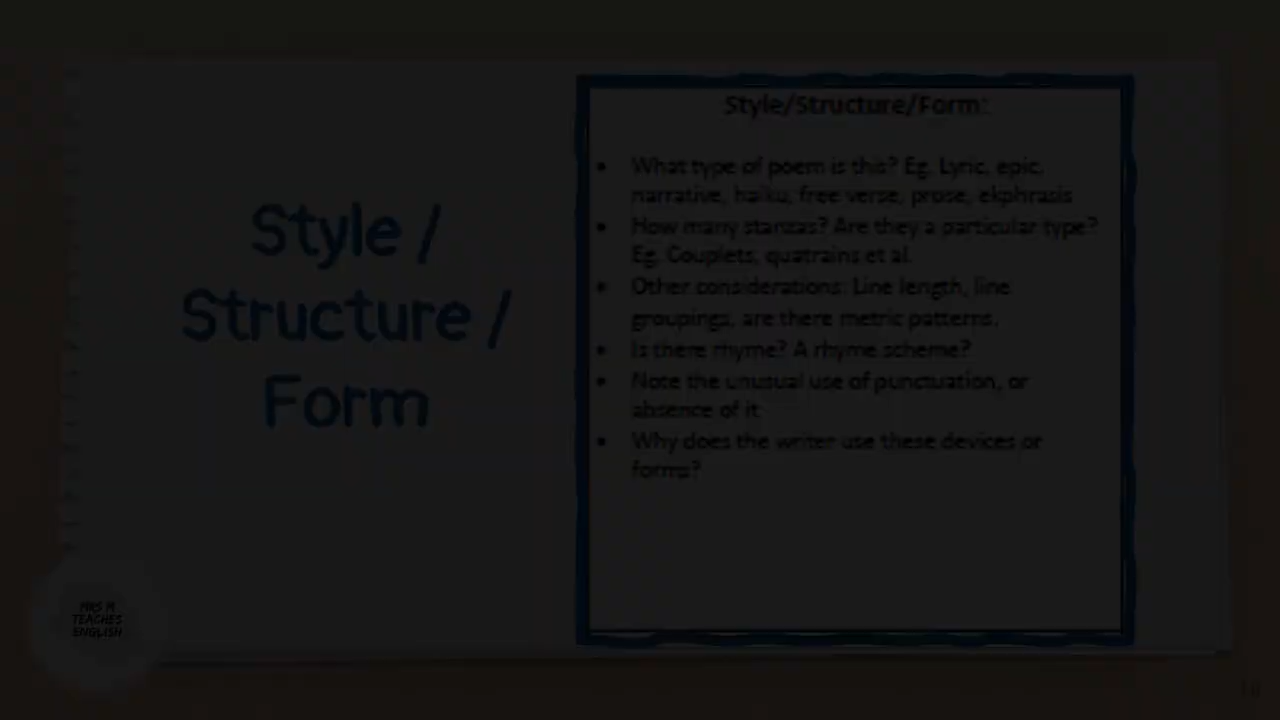 Style /
Structure /
Form
Style/Structure/Form:
• What type of poem is this? Eg. Lyric, epic,
narrative, haiku, free verse, prose, ekphrasis
• How many stanzas? Are they a particular type?
Eg. Couplets, quatrains et al.
• Other considerations: Line length, line
groupings, are there metric patterns.
• Is there rhyme? A rhyme scheme?
• Note the unusual use of punctuation, or
absence of it
• Why does the writer use these devices or
forms?
MRS M
TEACHES
ENGLISH